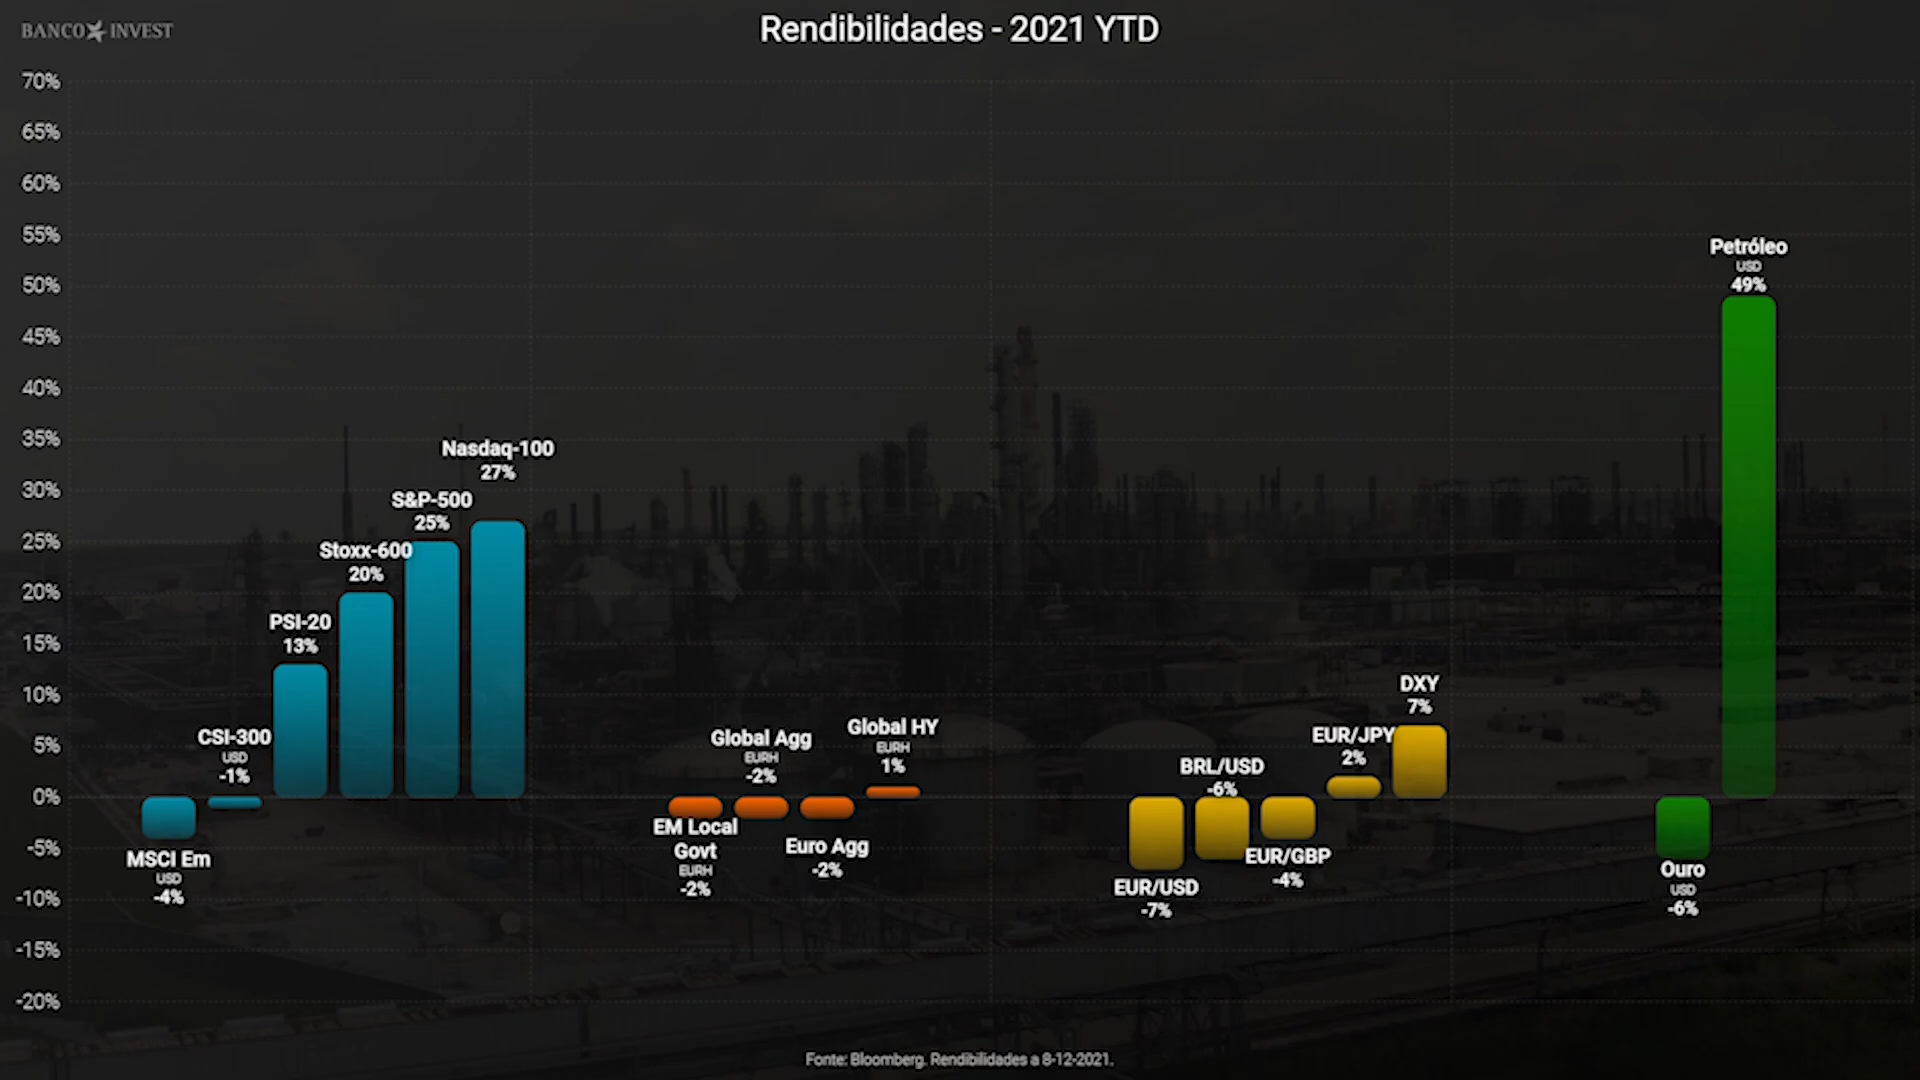 BANCO INVEST
Rendibilidades - 2021 YTD
70%
65%
60%
55%
50%
45%
40%
35%
30%
25%
20%
15%
10%
5%
0%
-5%
-10%
-15%
-20%
MSCI Em
USD
-4%
CSI-300
USD
-1%
PSI-20
13%
Stoxx-600
20%
S&P-500
25%
Nasdaq-100
27%
EM Local
Govt
EURH
-2%
Global Agg
EURH
-2%
Euro Agg
-2%
Global HY
EURH
1%
EUR/USD
-7%
BRL/USD
-6%
EUR/GBP
-4%
EUR/JPY
2%
DXY
7%
Ouro
USD
-6%
Petróleo
USD
49%
Fonte: Bloomberg. Rendibilidades a 8-12-2021.